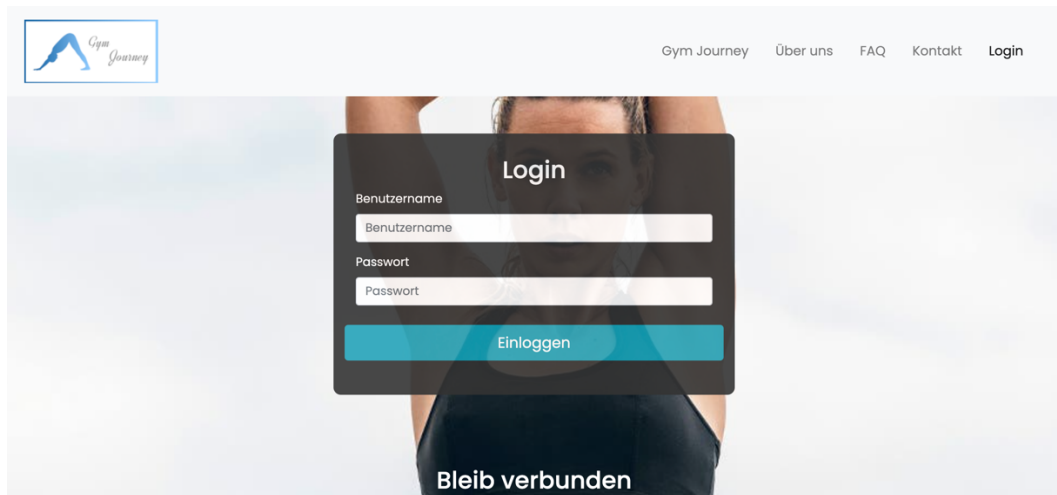 Gym
Journey
Gym Journey Über uns FAQ Kontakt Login
Login
Benutzername
Benutzername
Passwort
Passwort
Einloggen
Bleib verbunden